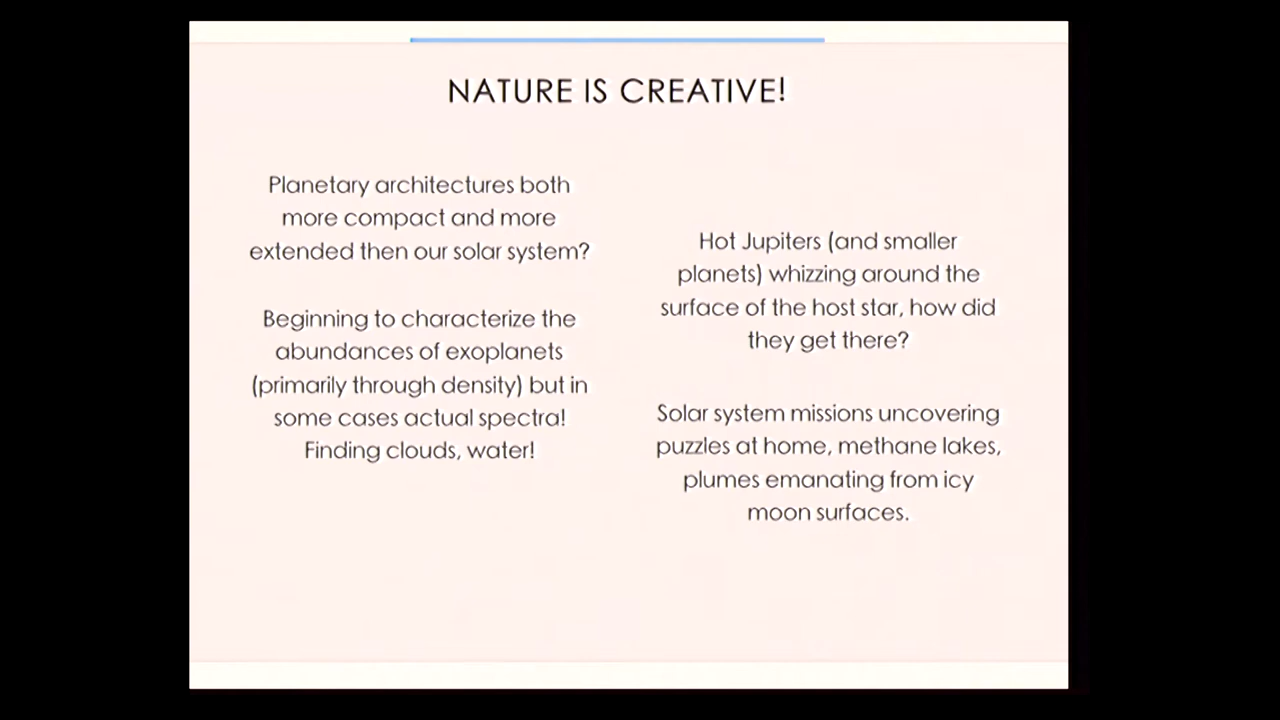 NATURE IS CREATIVE!
Planetary architectures both
more compact and more
extended then our solar system?
Beginning to characterize the
abundances of exoplanets
(primarily through density) but in
some cases actual spectra!
Finding clouds, water!
Hot Jupiters (and smaller
planets) whizzing around the
surface of the host star, how did
they get there?
Solar system missions uncovering
puzzles at home, methane lakes,
plumes emanating from icy
moon surfaces.